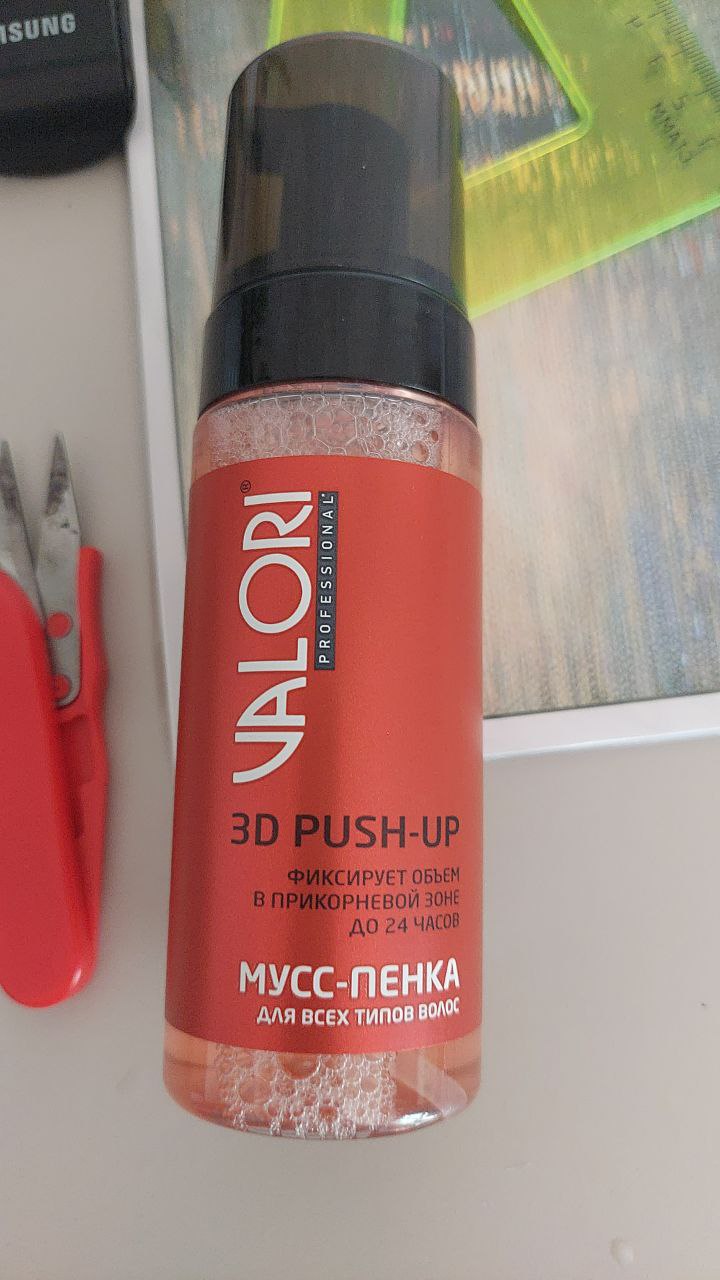 SUNG
VALORI®
PROFESSIONAL
3D PUSH-UP
ФИКСИРУЕТ ОБЪЕМ
В ПРИКОРНЕВОЙ ЗОНЕ
ДО 24 ЧАСОВ
МУСС-ПЕНКА
ДЛЯ ВСЕХ ТИПОВ ВОЛОС